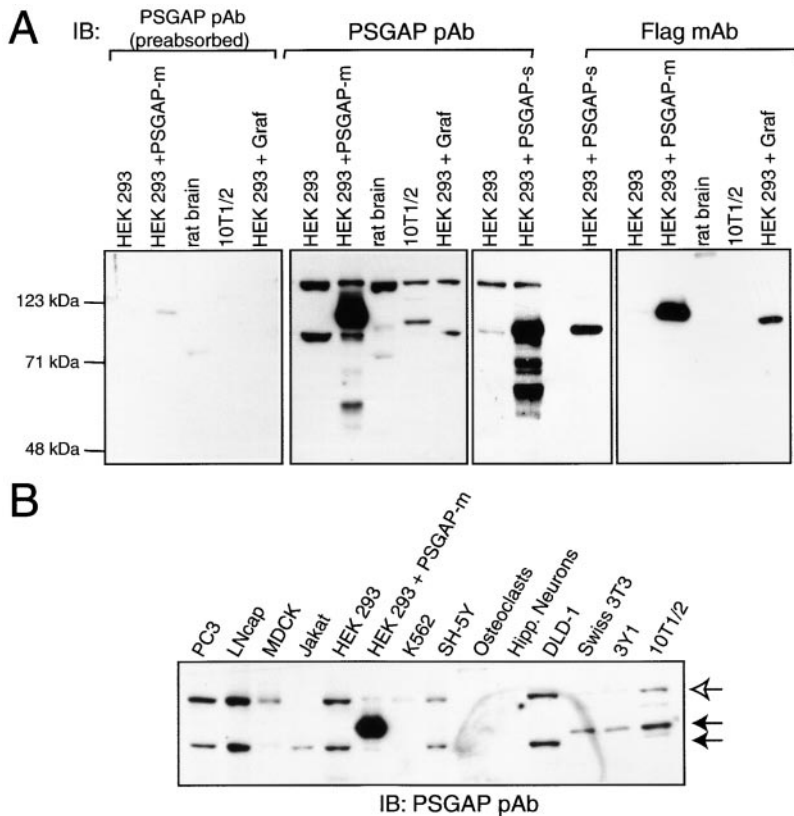 A
IB:
PSGAP pAb
(preabsorbed)
PSGAP pAb
Flag mAb
HEK 293
HEK 293 +PSGAP-m
rat brain
10T1/2
HEK 293 + Graf
HEK 293
HEK 293 +PSGAP-m
rat brain
10T1/2
HEK 293 + Graf
HEK 293
HEK 293 + PSGAP-s
HEK 293 + PSGAP-s
HEK 293
HEK 293 + PSGAP-m
rat brain
10T1/2
HEK 293 + Graf
123 kDa
71 kDa
48 kDa
B
PC3
LNcap
MDCK
Jakat
HEK 293
HEK 293 + PSGAP-m
K562
SH-5Y
Osteoclasts
Hipp. Neurons
DLD-1
Swiss 3T3
3Y1
10T1/2
IB: PSGAP pAb